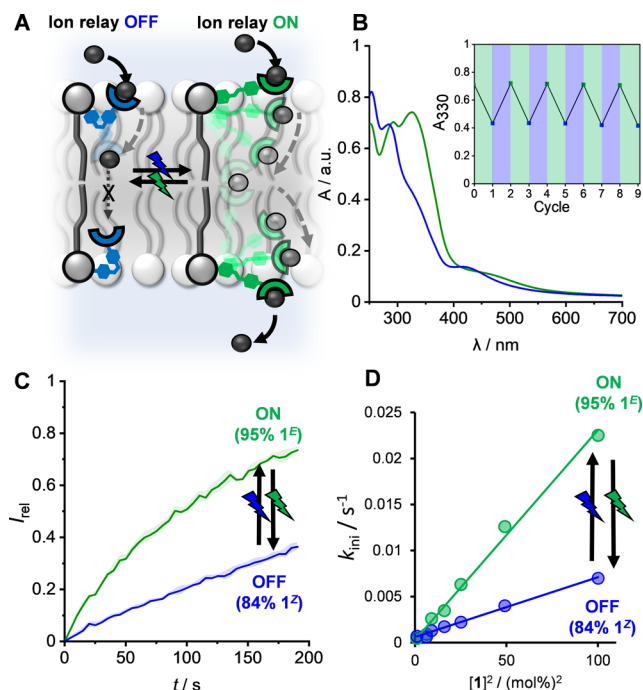 A
Ion relay OFF
Ion relay ON
X
B
A / a.u.
0.8
0.6
0.4
0.2
0
300
400
500
600
700
λ / nm
A330
1
0.8
0.6
0.4
0
1
2
3
4
5
6
7
8
9
Cycle
C
Irel
1
0.8
0.6
0.4
0.2
0
0
50
100
150
200
t / s
ON
(95% 1ᴱ)
OFF
(84% 1ᶻ)
D
kini / s⁻¹
0.025
0.02
0.015
0.01
0.005
0
0
50
100
[1]² / (mol%)²
ON
(95% 1ᴱ)
OFF
(84% 1ᶻ)